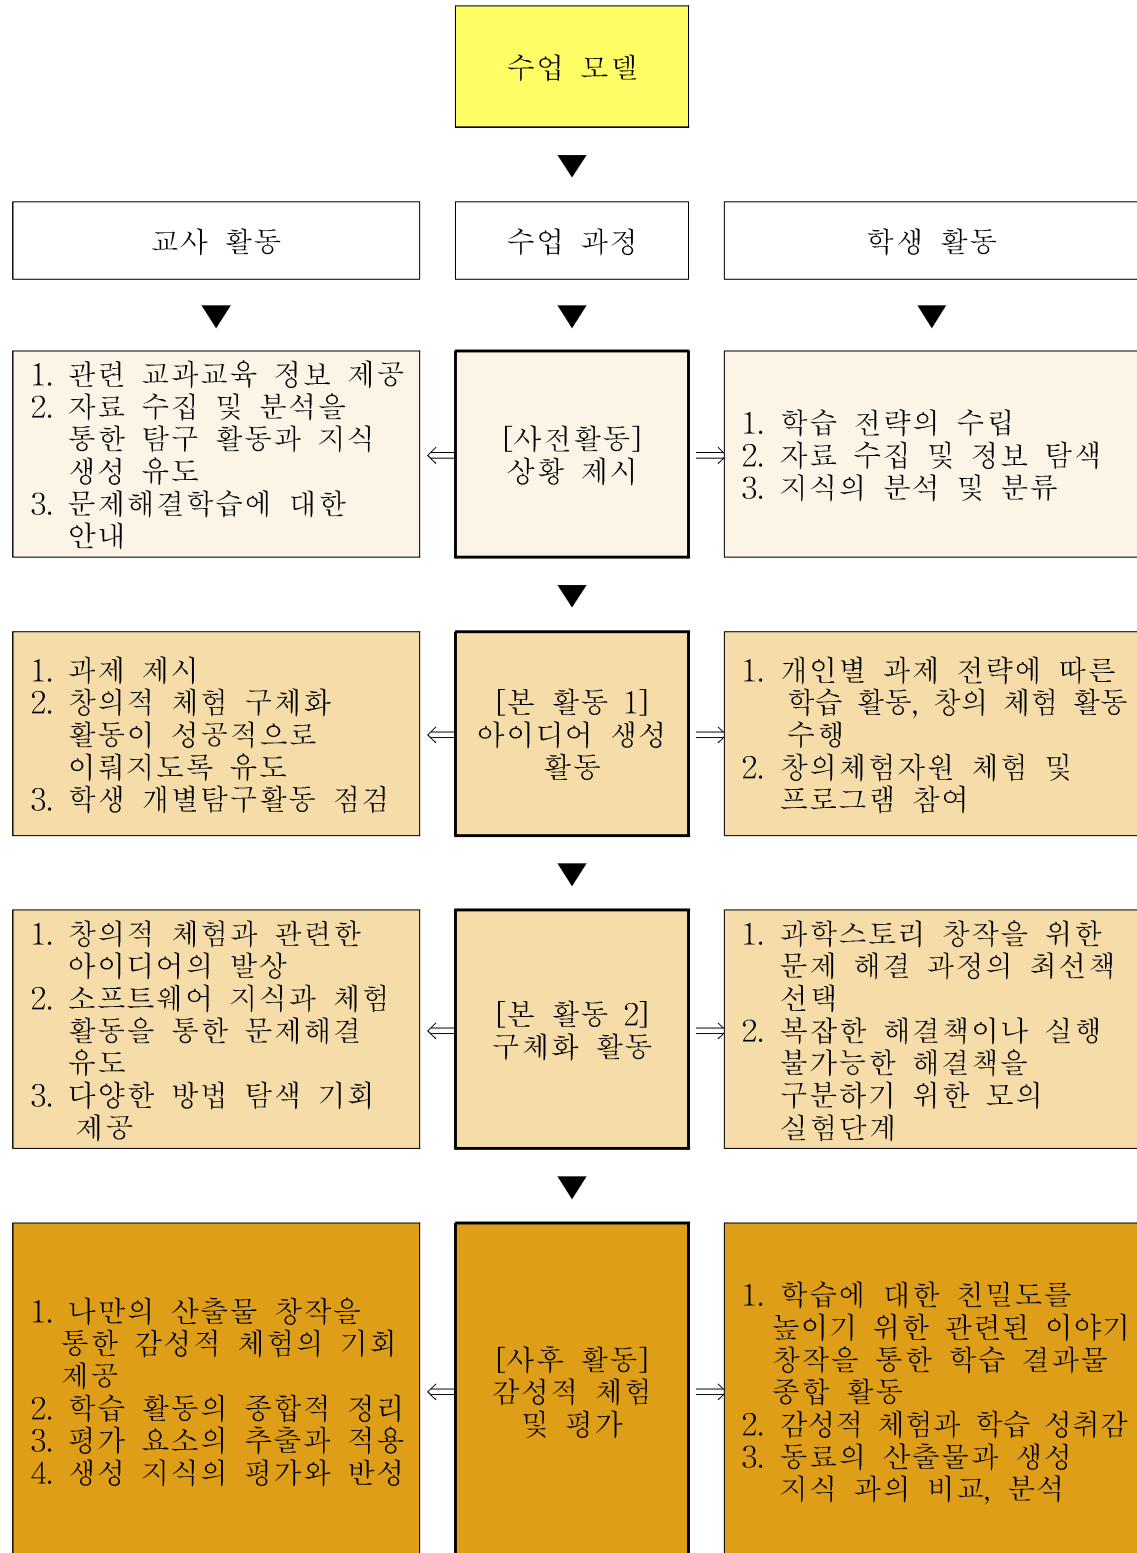 수업 모델
교사 활동
수업 과정
학생 활동
1. 관련 교과교육 정보 제공
2. 자료 수집 및 분석을
통한 탐구 활동과 지식
생성 유도
3. 문제해결학습에 대한
안내
[사전활동]
상황 제시
1. 학습 전략의 수립
2. 자료 수집 및 정보 탐색
3. 지식의 분석 및 분류
1. 과제 제시
2. 창의적 체험 구체화
활동이 성공적으로
이뤄지도록 유도
3. 학생 개별탐구활동 점검
[본 활동 1]
아이디어 생성
활동
1. 개인별 과제 전략에 따른
학습 활동, 창의 체험 활동
수행
2. 창의체험자원 체험 및
프로그램 참여
1. 창의적 체험과 관련한
아이디어의 발상
2. 소프트웨어 지식과 체험
활동을 통한 문제해결
유도
3. 다양한 방법 탐색 기회
제공
[본 활동 2]
구체화 활동
1. 과학스토리 창작을 위한
문제 해결 과정의 최선책
선택
2. 복잡한 해결책이나 실행
불가능한 해결책을
구분하기 위한 모의
실험단계
1. 나만의 산출물 창작을
통한 감성적 체험의 기회
제공
2. 학습 활동의 종합적 정리
3. 평가 요소의 추출과 적용
4. 생성 지식의 평가와 반성
[사후 활동]
감성적 체험
및 평가
1. 학습에 대한 친밀도를
높이기 위한 관련된 이야기
창작을 통한 학습 결과물
종합 활동
2. 감성적 체험과 학습 성취감
3. 동료의 산출물과 생성
지식 과의 비교, 분석